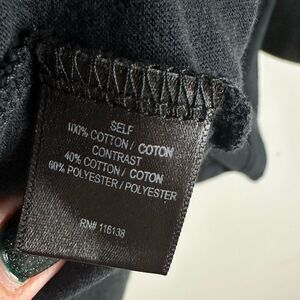 SELF
100% COTTON / COTON
CONTRAST
40% COTTON / COTON
60% POLYESTER / POLYESTER
RN# 116138